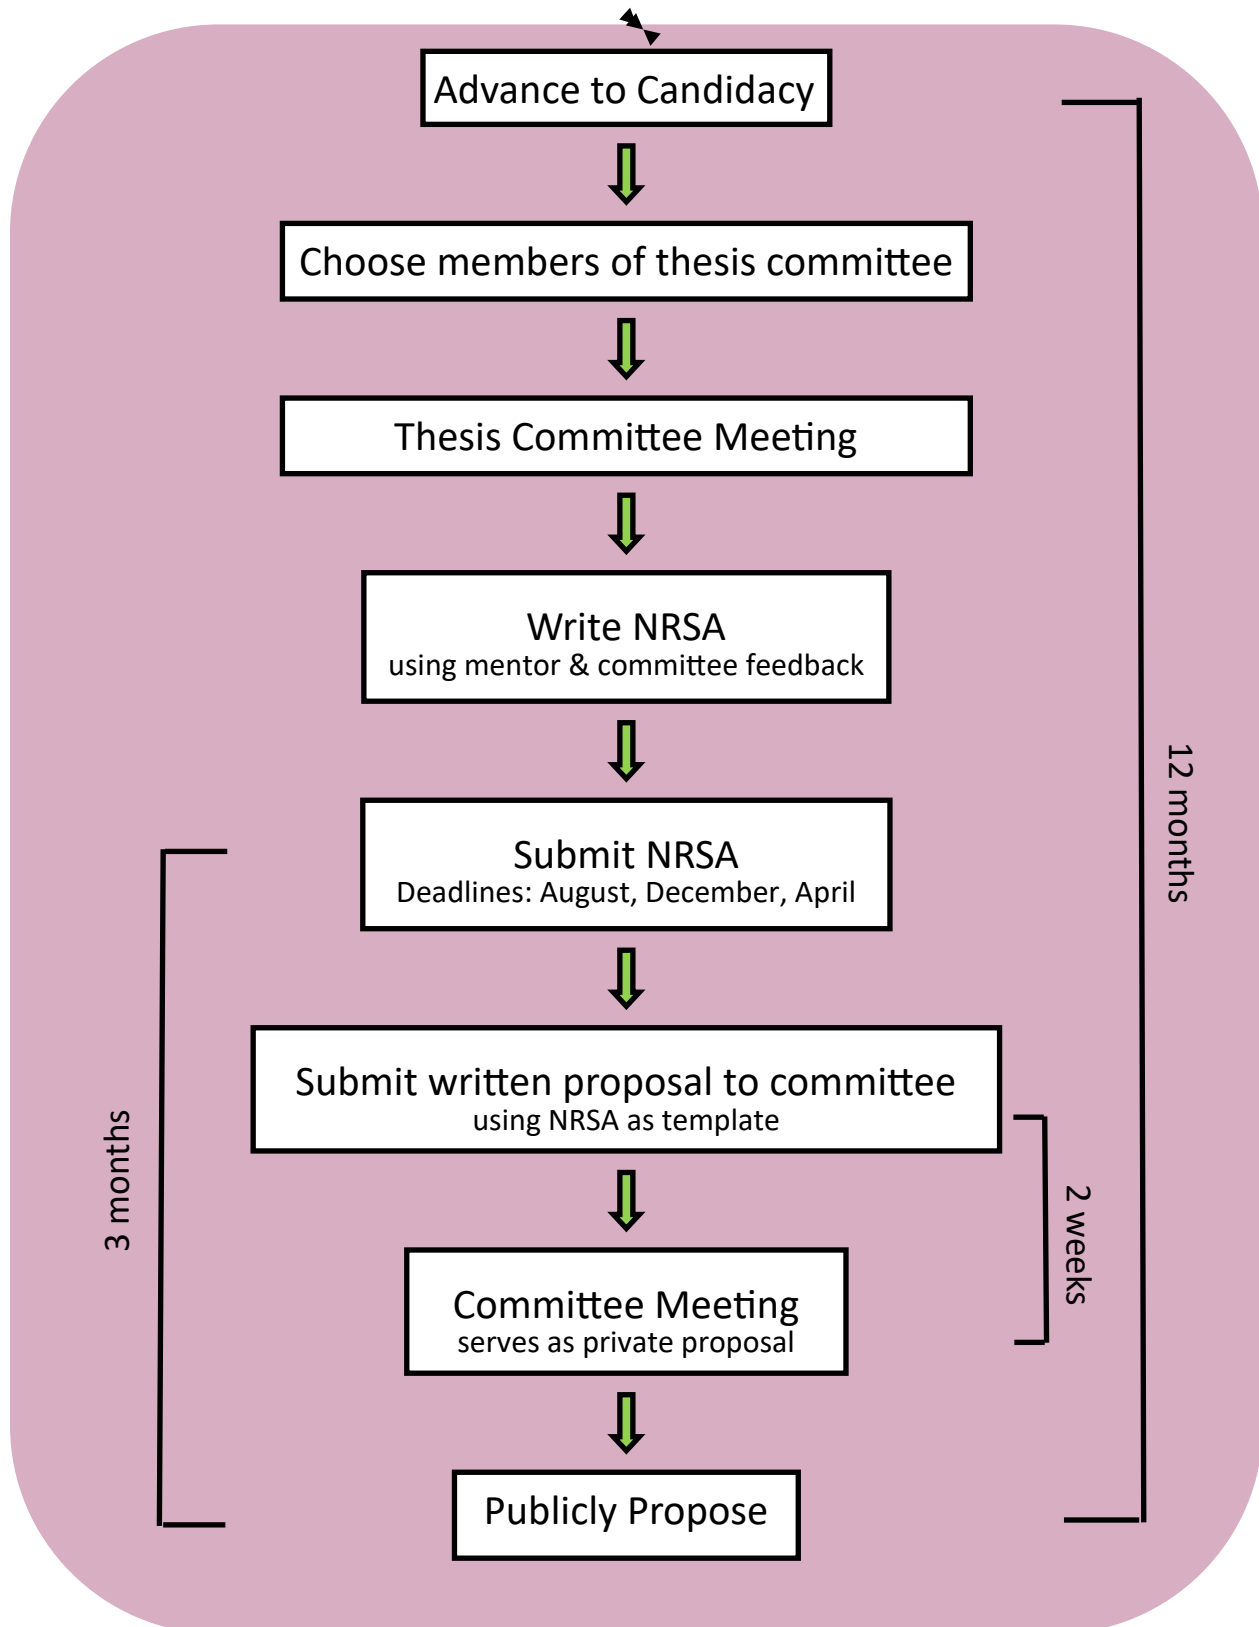 Advance to Candidacy
Choose members of thesis committee
Thesis Committee Meeting
Write NRSA
using mentor & committee feedback
12 months
Submit NRSA
Deadlines: August, December, April
Submit written proposal to committee
using NRSA as template
3 months
2 weeks
Committee Meeting
serves as private proposal
Publicly Propose